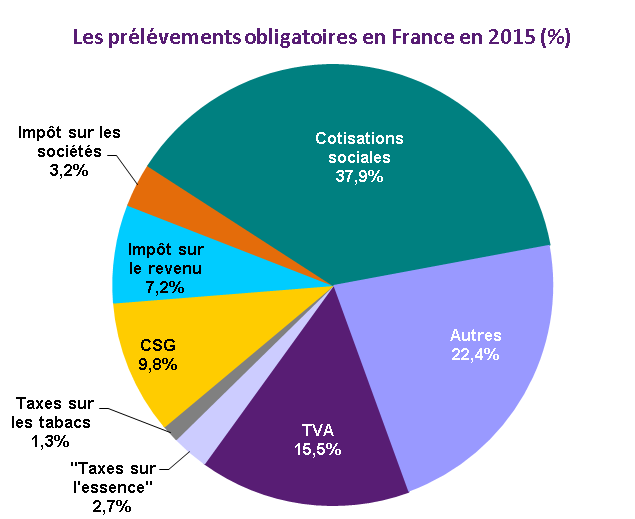 Les prélévements obligatoires en France en 2015 (%)
Cotisations
sociales
37,9%
Impôt sur les
sociétés
3,2%
Impôt sur
le revenu
7,2%
Autres
22,4%
CSG
9,8%
Taxes sur
les tabacs
1,3%
TVA
15,5%
"Taxes sur
l'essence"
2,7%